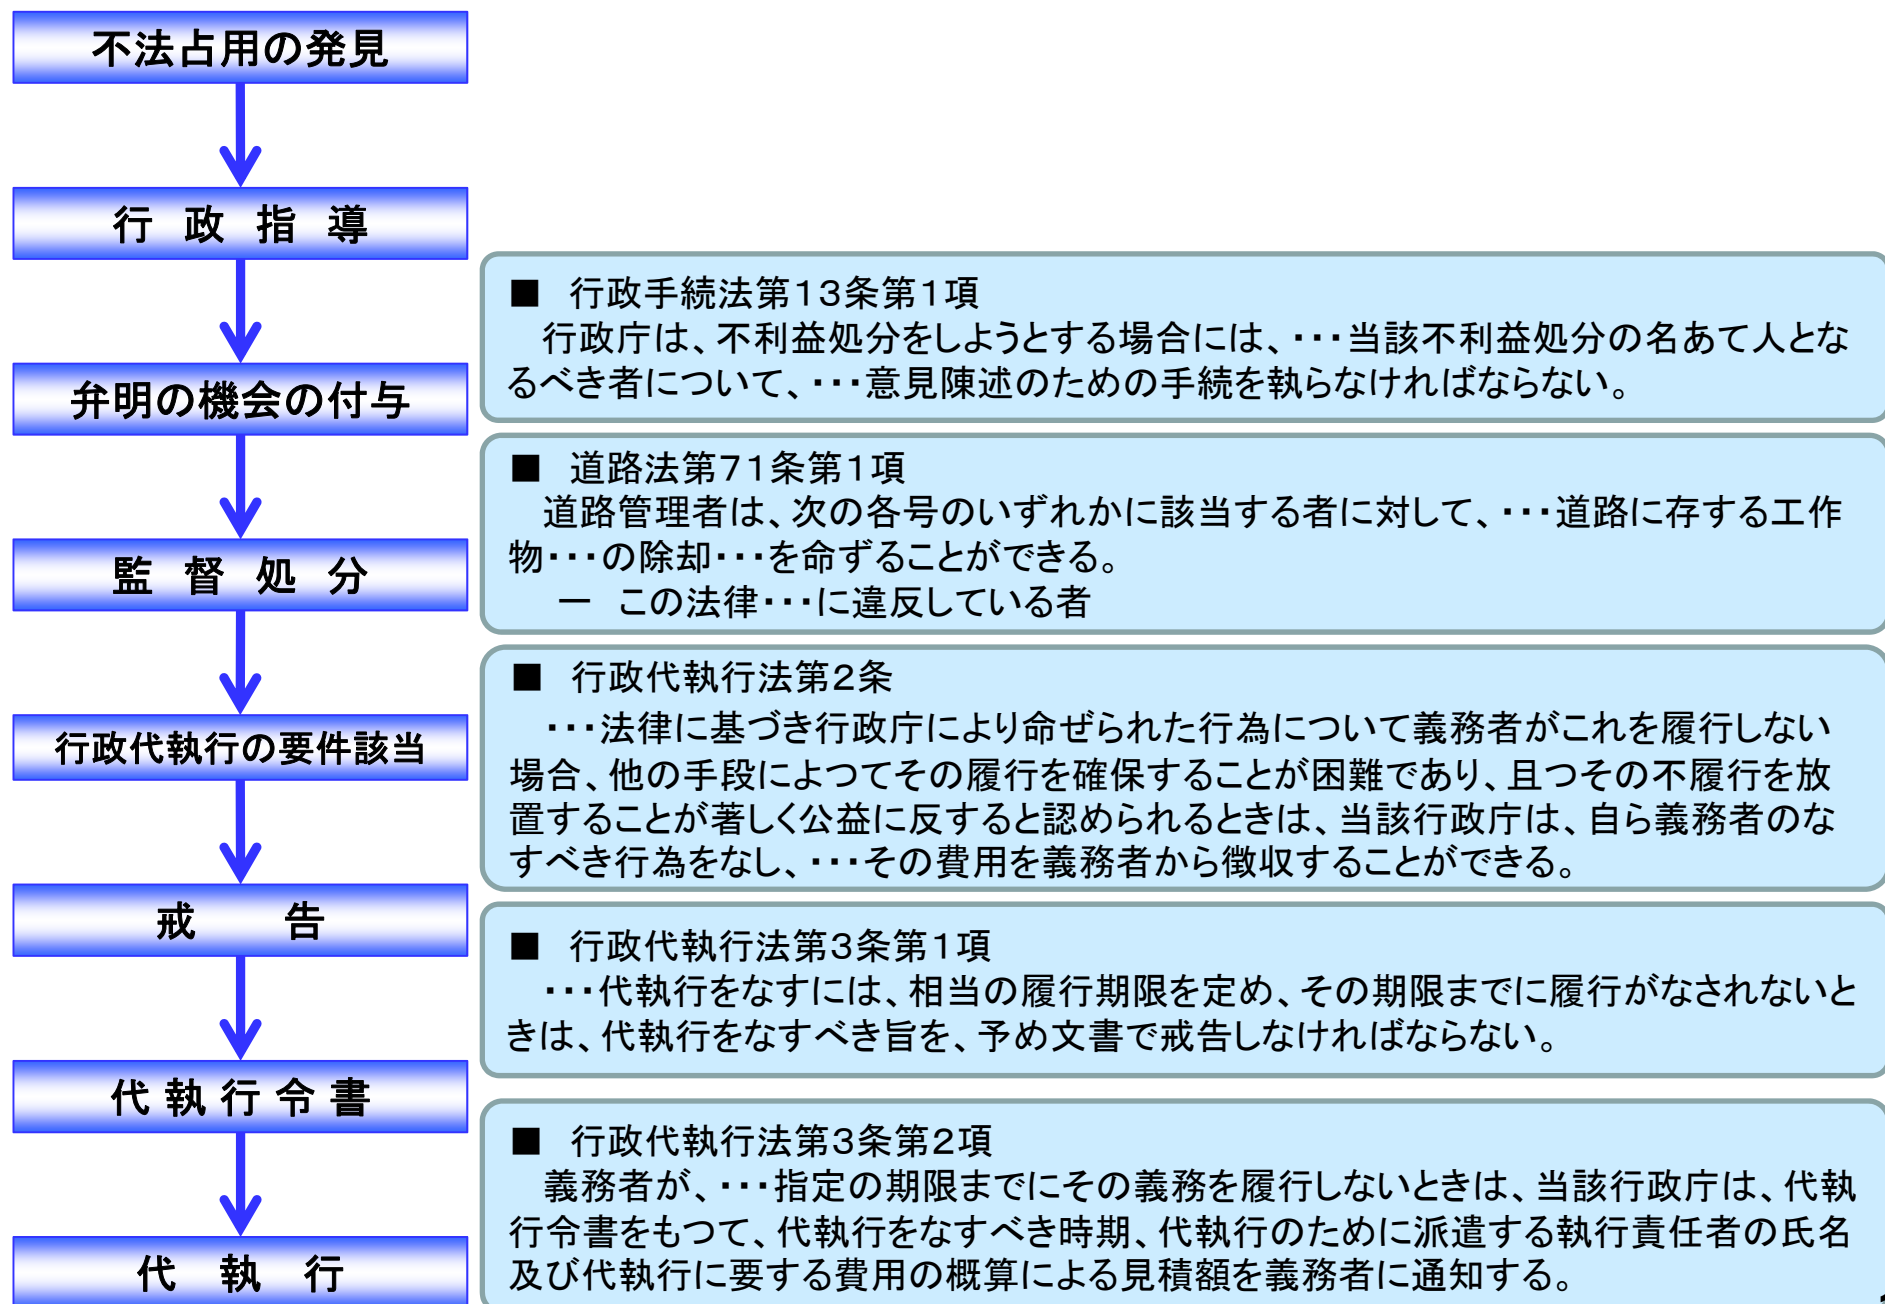 不法占用の発見
行 政 指 導
■ 行政手続法第13条第1項
行政庁は、不利益処分をしようとする場合には、・・・当該不利益処分の名あて人とな
るべき者について、・・・意見陳述のための手続を執らなければならない。
弁明の機会の付与
■ 道路法第71条第1項
道路管理者は、次の各号のいずれかに該当する者に対して、・・・道路に存する工作
物・・・の除却・・・を命ずることができる。
一 この法律・・・に違反している者
監 督 処 分
■ 行政代執行法第2条
・・・法律に基づき行政庁により命ぜられた行為について義務者がこれを履行しない
場合、他の手段によつてその履行を確保することが困難であり、且つその不履行を放
置することが著しく公益に反すると認められるときは、当該行政庁は、自ら義務者のな
すべき行為をなし、・・・その費用を義務者から徴収することができる。
行政代執行の要件該当
戒 告
■ 行政代執行法第3条第1項
・・・代執行をなすには、相当の履行期限を定め、その期限までに履行がなされないと
きは、代執行をなすべき旨を、予め文書で戒告しなければならない。
代 執 行 令 書
■ 行政代執行法第3条第2項
義務者が、・・・指定の期限までにその義務を履行しないときは、当該行政庁は、代執
行令書をもつて、代執行をなすべき時期、代執行のために派遣する執行責任者の氏名
及び代執行に要する費用の概算による見積額を義務者に通知する。
代 執 行